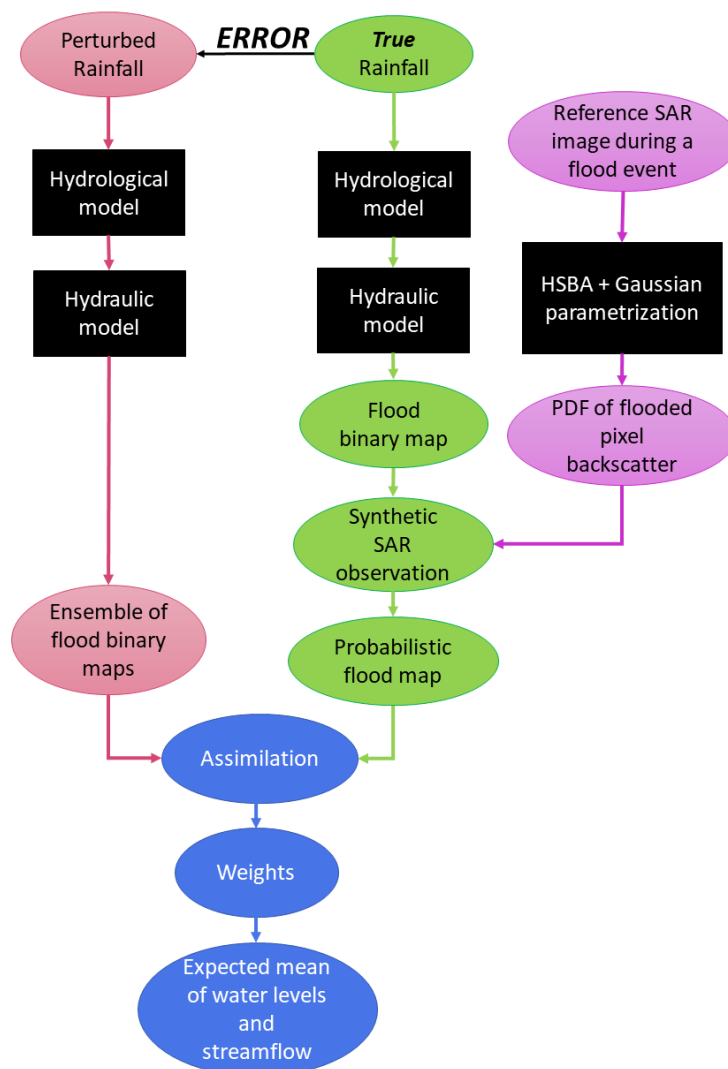 Perturbed
Rainfall
ERROR
True
Rainfall
Reference SAR
image during a
flood event
Hydrological
model
Hydrological
model
HSBA + Gaussian
parametrization
Hydraulic
model
Hydraulic
model
Flood
binary map
PDF of flooded
pixel
backscatter
Synthetic
SAR
observation
Ensemble of
flood binary
maps
Probabilistic
flood map
Assimilation
Weights
Expected mean
of water levels
and
streamflow